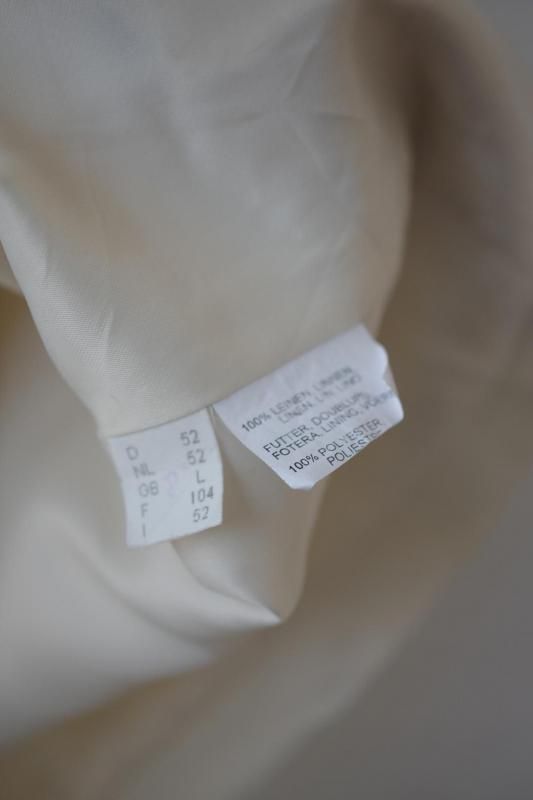 D 52
NL 52
GB L
F 104
I 52
100% LEINEN LINNEN
LINEN, LIN LINO
FUTTER, DOUBLURE
FOTERA, LINING, VOERING
100% POLYESTER
POLIESTER